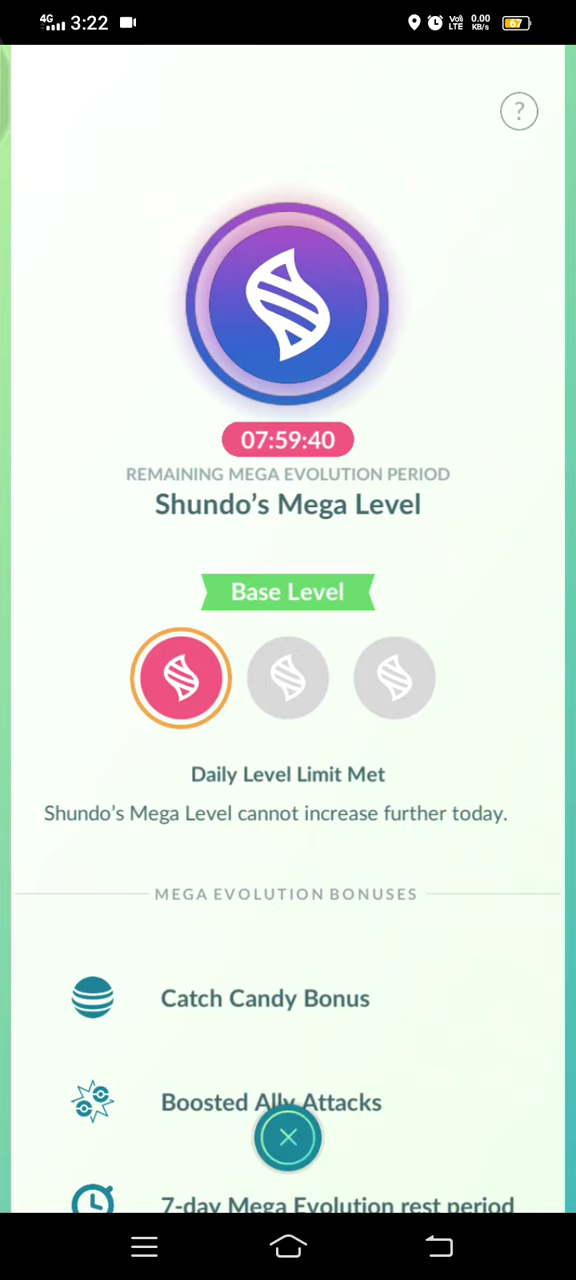 4G 3:22 Vo)) LTE 0.00 KB/s 67
?
07:59:40
REMAINING MEGA EVOLUTION PERIOD
Shundo's Mega Level
Base Level
Daily Level Limit Met
Shundo's Mega Level cannot increase further today.
MEGA EVOLUTION BONUSES
Catch Candy Bonus
Boosted Ally Attacks
7-day Mega Evolution rest period